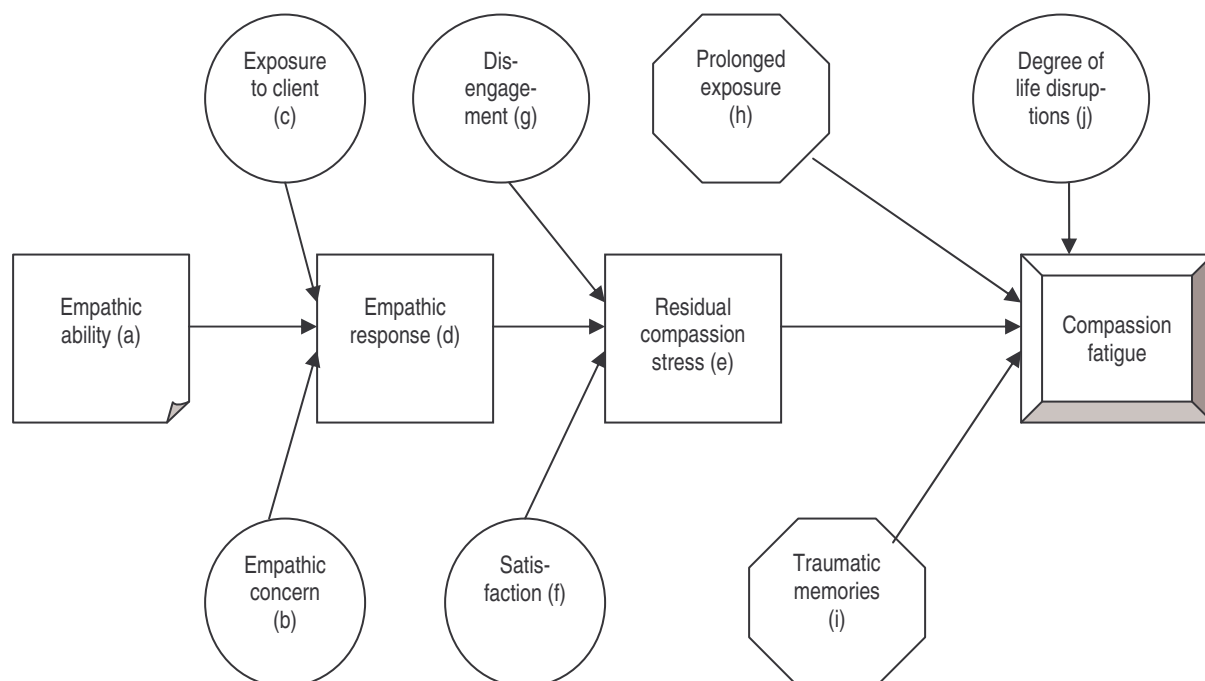 Exposure
to client
(c)
Dis-
engage-
ment (g)
Prolonged
exposure
(h)
Degree of
life disrup-
tions (j)
Empathic
ability (a)
Empathic
response (d)
Residual
compassion
stress (e)
Compassion
fatigue
Empathic
concern
(b)
Satis-
faction (f)
Traumatic
memories
(i)